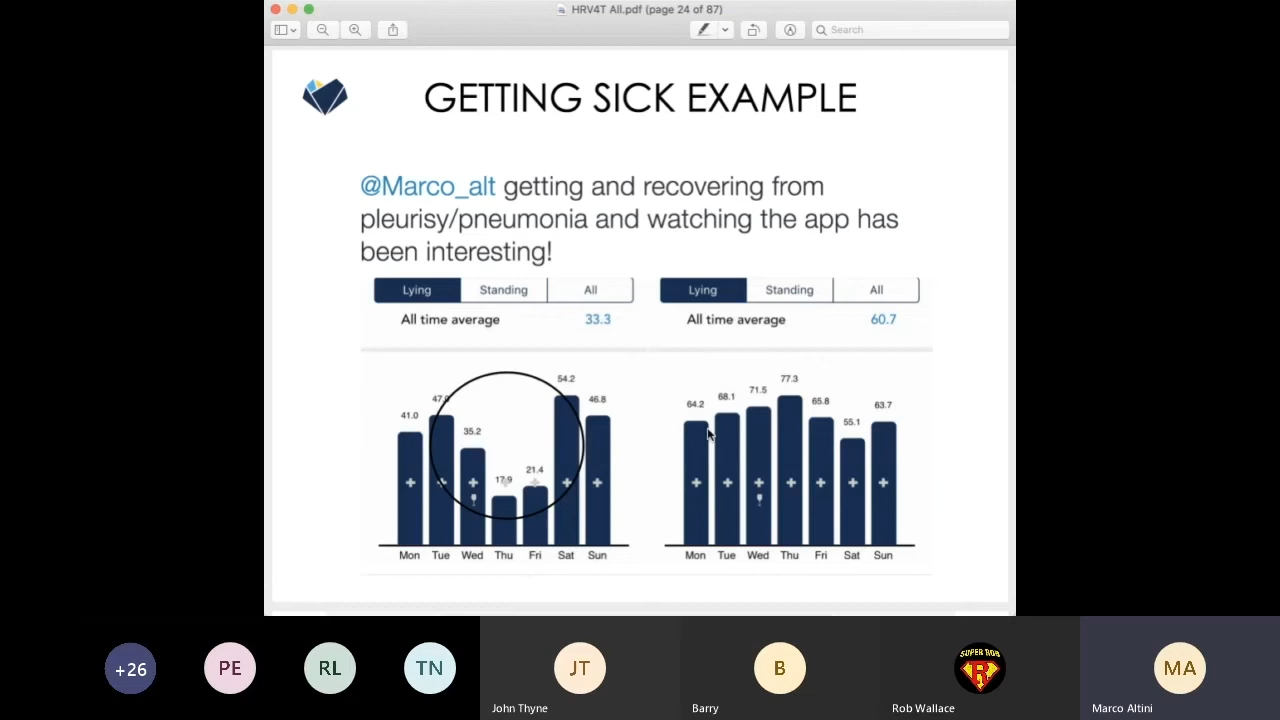 HRV4T All.pdf (page 24 of 87)
Search
GETTING SICK EXAMPLE
@Marco_alt getting and recovering from
pleurisy/pneumonia and watching the app has
been interesting!
Lying Standing All
All time average 33.3
41.0 47. 35.2 17.9 21.4 54.2 46.8
Mon Tue Wed Thu Fri Sat Sun
Lying Standing All
All time average 60.7
64.2 68.1 71.5 77.3 65.8 55.1 63.7
Mon Tue Wed Thu Fri Sat Sun
+26 PE RL TN JT B SUPER ROB R MA
John Thyne Barry Rob Wallace Marco Altini